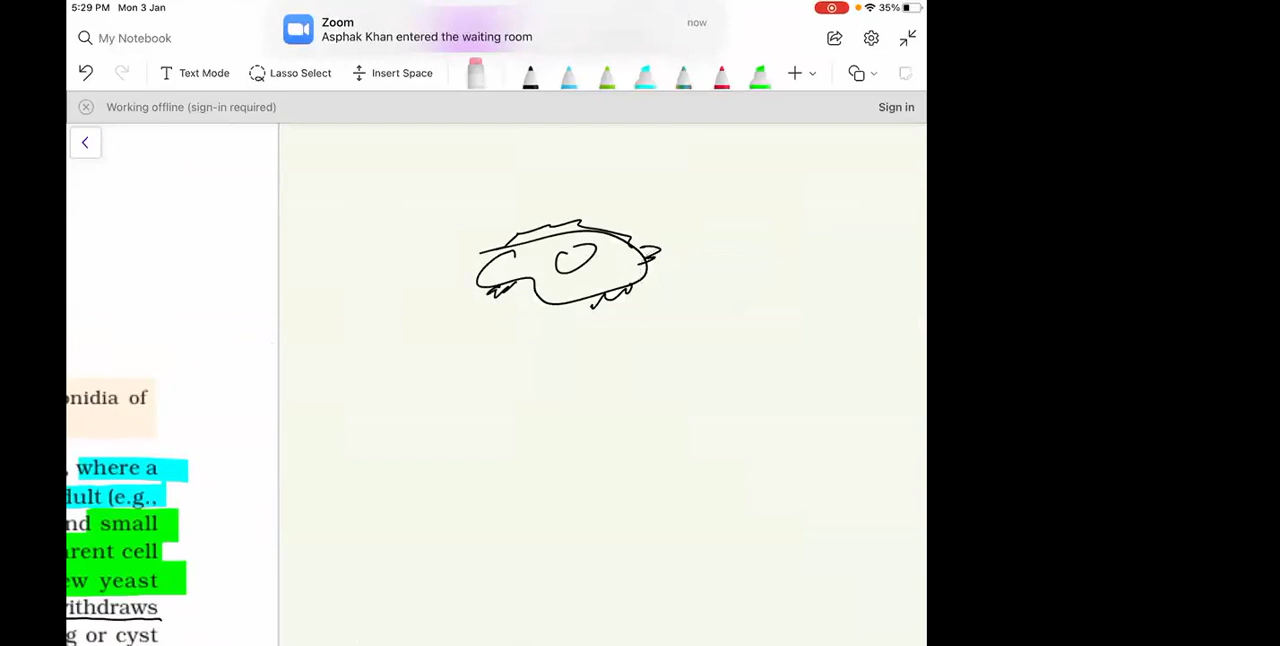 5:29 PM Mon 3 Jan
35%
Zoom
now
Asphak Khan entered the waiting room
My Notebook
Text Mode
Lasso Select
Insert Space
Working offline (sign-in required)
Sign in
onidia of
, where a
dult (e.g.,
nd small
arent cell
ew yeast
withdraws
g or cyst